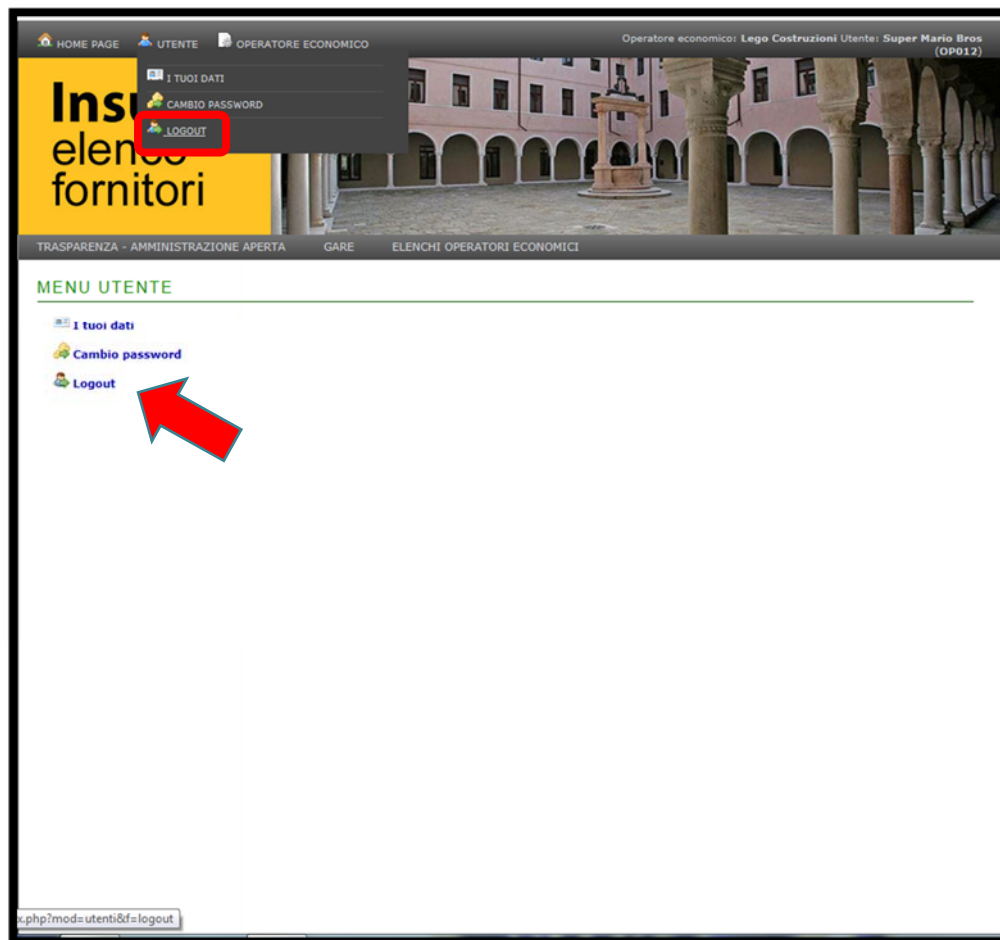 HOME PAGE UTENTE OPERATORE ECONOMICO
Operatore economico: Lego Costruzioni Utente: Super Mario Bros
(OP012)
I TUOI DATI
CAMBIO PASSWORD
LOGOUT
elenco
fornitori
TRASPARENZA - AMMINISTRAZIONE APERTA GARE ELENCHI OPERATORI ECONOMICI
MENU UTENTE
I tuoi dati
Cambio password
Logout
x.php?mod=utenti&f=logout